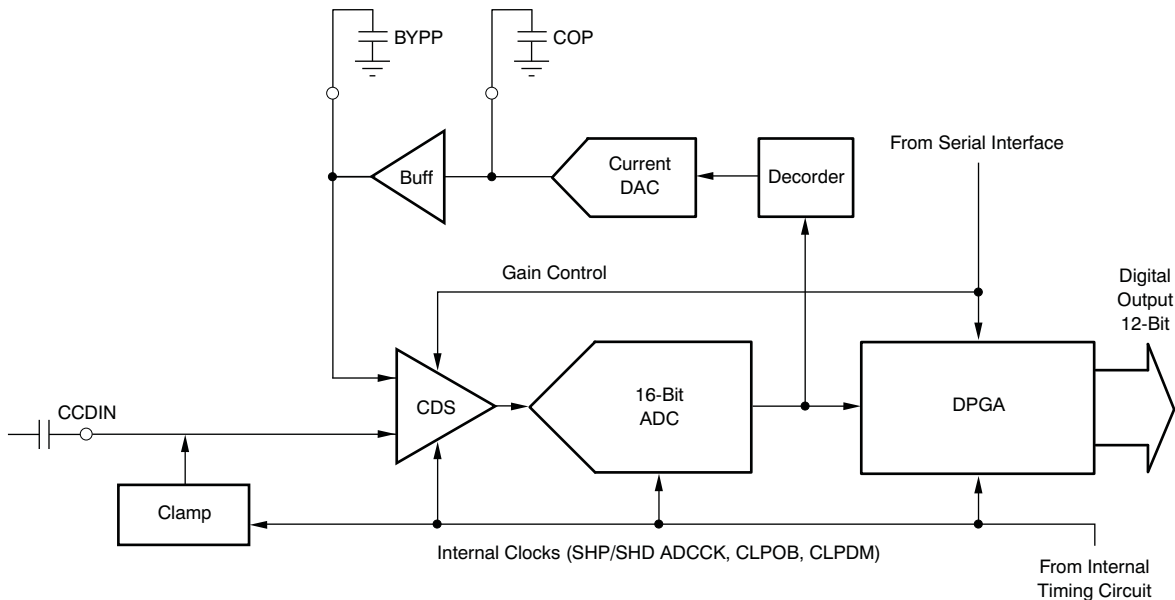 BYPP
COP
From Serial Interface
Buff
Current
DAC
Decorder
Gain Control
Digital
Output
12-Bit
CCDIN
CDS
16-Bit
ADC
DPGA
Clamp
Internal Clocks (SHP/SHD ADCCK, CLPOB, CLPDM)
From Internal
Timing Circuit